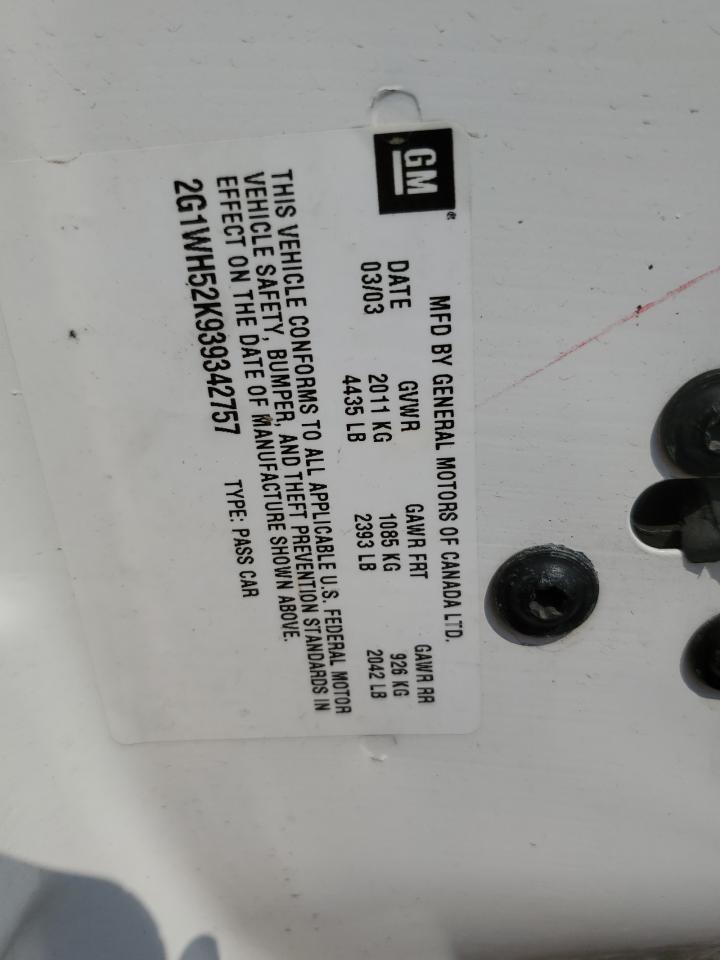 GM
MFD BY GENERAL MOTORS OF CANADA LTD.
DATE GVWR GAWR FRT GAWR RR
03/03 2011 KG 1085 KG 926 KG
4435 LB 2393 LB 2042 LB
THIS VEHICLE CONFORMS TO ALL APPLICABLE U.S. FEDERAL MOTOR
VEHICLE SAFETY, BUMPER, AND THEFT PREVENTION STANDARDS IN
EFFECT ON THE DATE OF MANUFACTURE SHOWN ABOVE.
2G1WH52K939342757 TYPE: PASS CAR